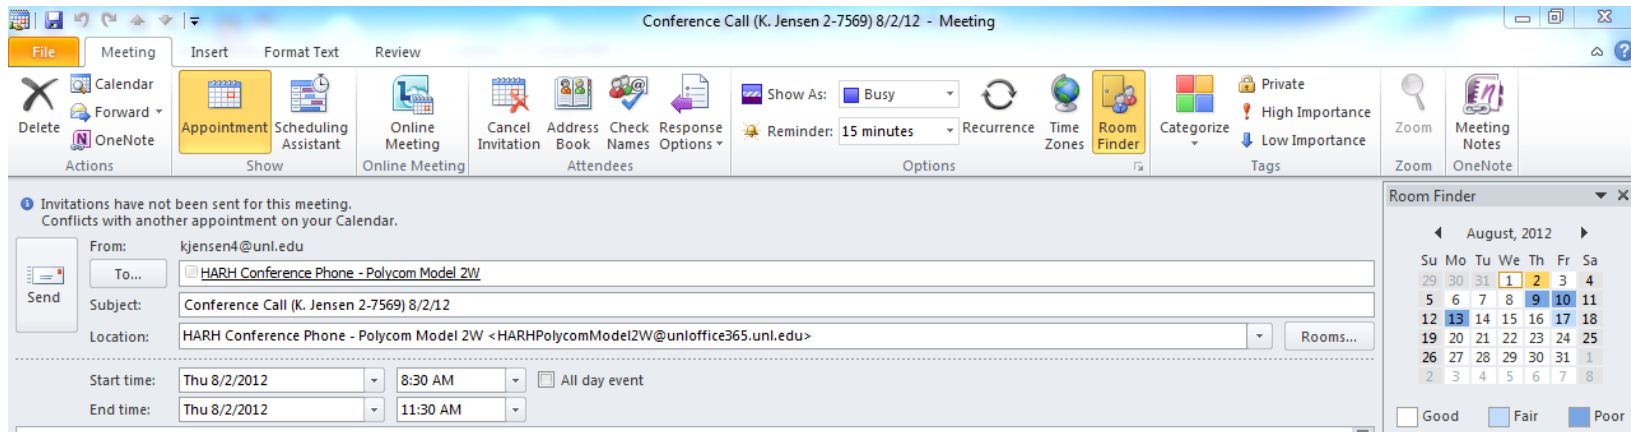 Conference Call (K. Jensen 2-7569) 8/2/12 - Meeting
File Meeting Insert Format Text Review
Delete
Calendar
Forward
OneNote
Actions
Appointment
Scheduling Assistant
Show
Online Meeting
Online Meeting
Cancel Invitation
Address Book
Check Names
Response Options
Attendees
Show As: Busy
Reminder: 15 minutes
Recurrence
Time Zones
Room Finder
Options
Categorize
Private
High Importance
Low Importance
Tags
Zoom
Zoom
Meeting Notes
OneNote
Invitations have not been sent for this meeting.
Conflicts with another appointment on your Calendar.
Send
From: kjensen4@unl.edu
To... HARH Conference Phone - Polycom Model 2W
Subject: Conference Call (K. Jensen 2-7569) 8/2/12
Location: HARH Conference Phone - Polycom Model 2W <HARHPolycomModel2W@unloffice365.unl.edu> Rooms...
Start time: Thu 8/2/2012 8:30 AM All day event
End time: Thu 8/2/2012 11:30 AM
Room Finder
August, 2012
Su Mo Tu We Th Fr Sa
29 30 31 1 2 3 4
5 6 7 8 9 10 11
12 13 14 15 16 17 18
19 20 21 22 23 24 25
26 27 28 29 30 31 1
2 3 4 5 6 7 8
Good Fair Poor